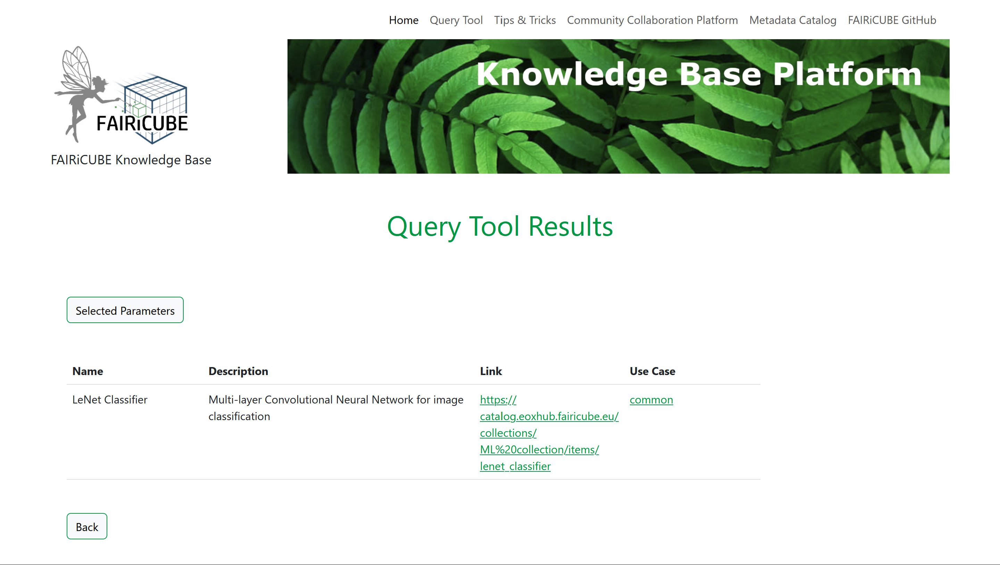 Home Query Tool Tips & Tricks Community Collaboration Platform Metadata Catalog FAIRiCUBE GitHub
Knowledge Base Platform
FAIRiCUBE
FAIRiCUBE Knowledge Base
Query Tool Results
Selected Parameters
Name Description Link Use Case
LeNet Classifier Multi-layer Convolutional Neural Network for image https:// common
classification catalog.eoxhub.fairicube.eu/
collections/
ML%20collection/items/
lenet_classifier
Back